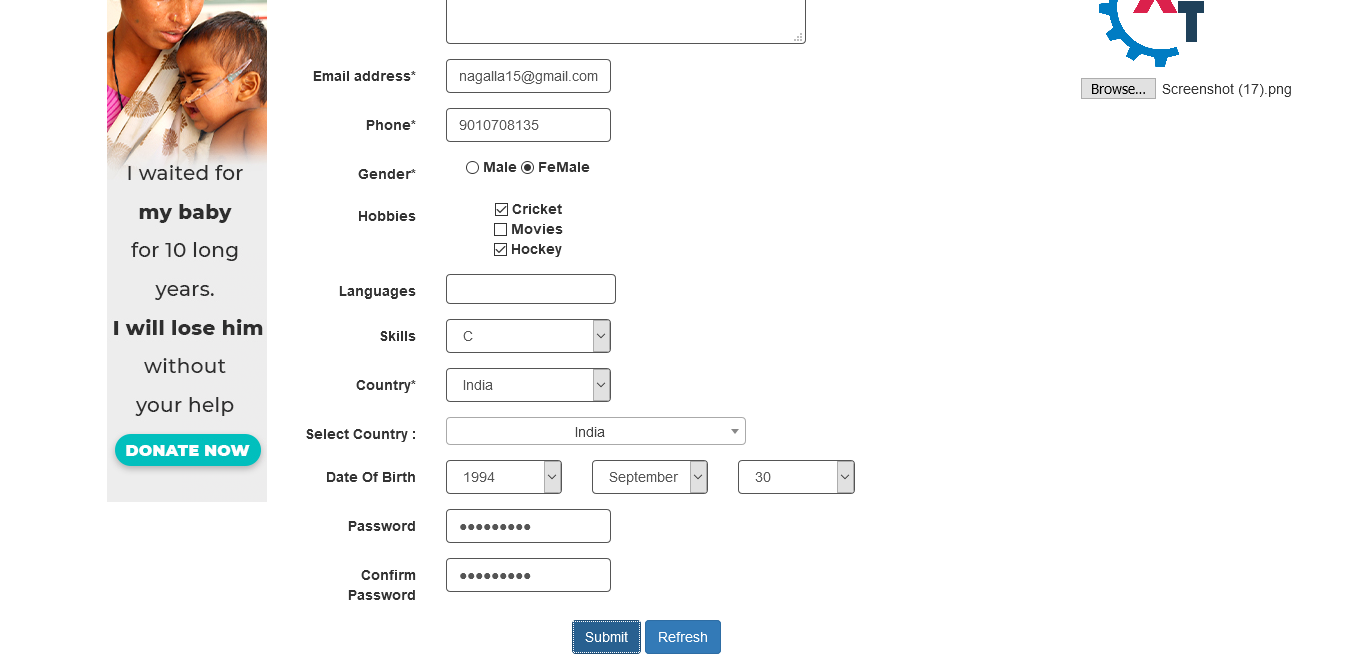 T
Browse... Screenshot (17).png
Email address* nagalla15@gmail.com
Phone* 9010708135
Gender* Male FeMale
Hobbies Cricket
Movies
Hockey
Languages
Skills C
Country* India
Select Country : India
Date Of Birth 1994 September 30
Password •••••••••
Confirm •••••••••
Password
Submit Refresh
I waited for
my baby
for 10 long
years.
I will lose him
without
your help
DONATE NOW